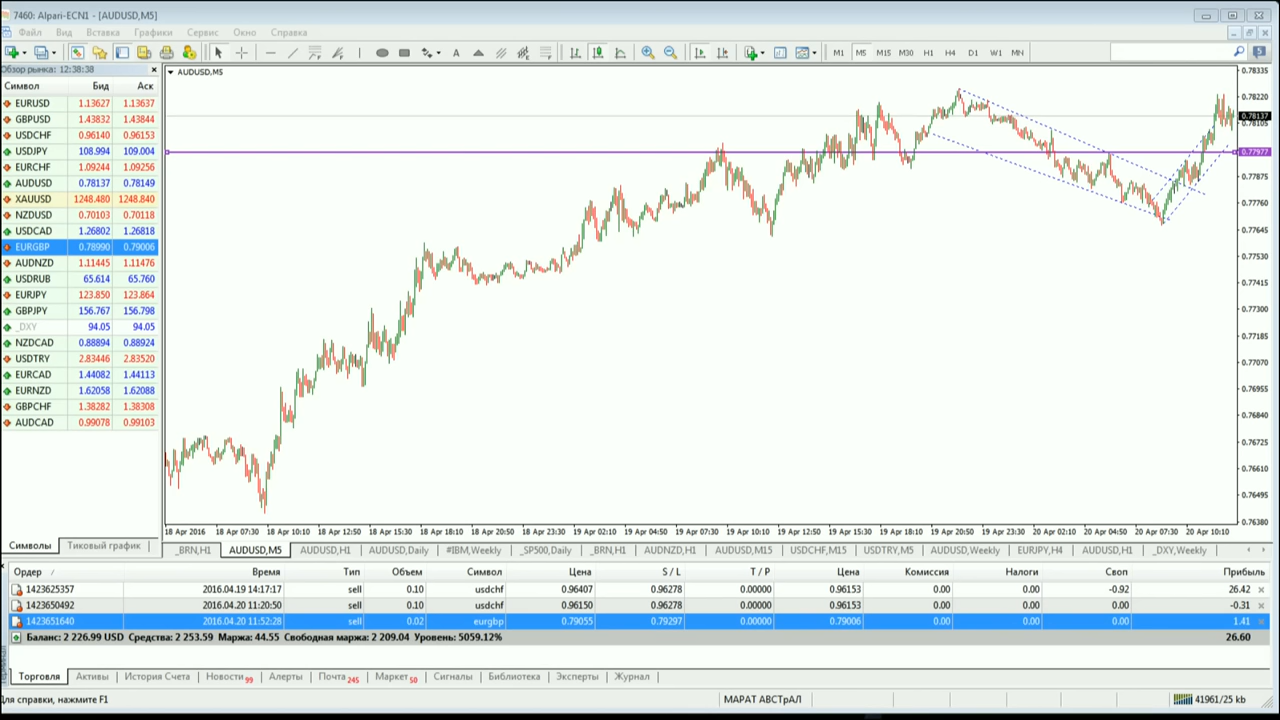 7460: Alpari-ECN1 - [AUDUSD,M5]
Файл Вид Вставка Графики Сервис Окно Справка
M1 M5 M15 M30 H1 H4 D1 W1 MN
Обзор рынка: 12:38:38
Символ Бид Аск
EURUSD 1.13627 1.13637
GBPUSD 1.43832 1.43844
USDCHF 0.96140 0.96153
USDJPY 108.994 109.004
EURCHF 1.09244 1.09256
AUDUSD 0.78137 0.78149
XAUUSD 1248.480 1248.840
NZDUSD 0.70103 0.70118
USDCAD 1.26802 1.26818
EURGBP 0.78990 0.79006
AUDNZD 1.11445 1.11476
USDRUB 65.614 65.760
EURJPY 123.850 123.864
GBPJPY 156.767 156.798
_DXY 94.05 94.05
NZDCAD 0.88894 0.88924
USDTRY 2.83446 2.83520
EURCAD 1.44082 1.44113
EURNZD 1.62058 1.62088
GBPCHF 1.38282 1.38308
AUDCAD 0.99078 0.99103
Символы Тиковый график
AUDUSD,M5
0.78335
0.78220
0.78137
0.78105
0.77977
0.77875
0.77760
0.77645
0.77530
0.77415
0.77300
0.77185
0.77070
0.76955
0.76840
0.76725
0.76610
0.76495
0.76380
18 Apr 2016 18 Apr 07:30 18 Apr 10:10 18 Apr 12:50 18 Apr 15:30 18 Apr 18:10 18 Apr 20:50 18 Apr 23:30 19 Apr 02:10 19 Apr 04:50 19 Apr 07:30 19 Apr 10:10 19 Apr 12:50 19 Apr 15:30 19 Apr 18:10 19 Apr 20:50 19 Apr 23:30 20 Apr 02:10 20 Apr 04:50 20 Apr 07:30 20 Apr 10:10
_BRN,H1 AUDUSD,M5 AUDUSD,H1 AUDUSD,Daily #IBM,Weekly _SP500,Daily _BRN,H1 AUDNZD,H1 AUDUSD,M15 USDCHF,M15 USDTRY,M5 AUDUSD,Weekly EURJPY,H4 AUDUSD,H1 _DXY,Weekly
Ордер / Время Тип Объем Символ Цена S / L T / P Цена Комиссия Налоги Своп Прибыль
1423625357 2016.04.19 14:17:17 sell 0.10 usdchf 0.96407 0.96278 0.00000 0.96153 0.00 0.00 -0.92 26.42
1423650492 2016.04.20 11:20:50 sell 0.10 usdchf 0.96150 0.96278 0.00000 0.96153 0.00 0.00 0.00 -0.31
1423651640 2016.04.20 11:52:28 sell 0.02 eurgbp 0.79055 0.79297 0.00000 0.79006 0.00 0.00 0.00 1.41
Баланс: 2 226.99 USD Средства: 2 253.59 Маржа: 44.55 Свободная маржа: 2 209.04 Уровень: 5059.12% 26.60
Торговля Активы История Счета Новости 99 Алерты Почта 245 Маркет 50 Сигналы Библиотека Эксперты Журнал
Для справки, нажмите F1 МАРАТ АВСТрАЛ 41961/25 kb